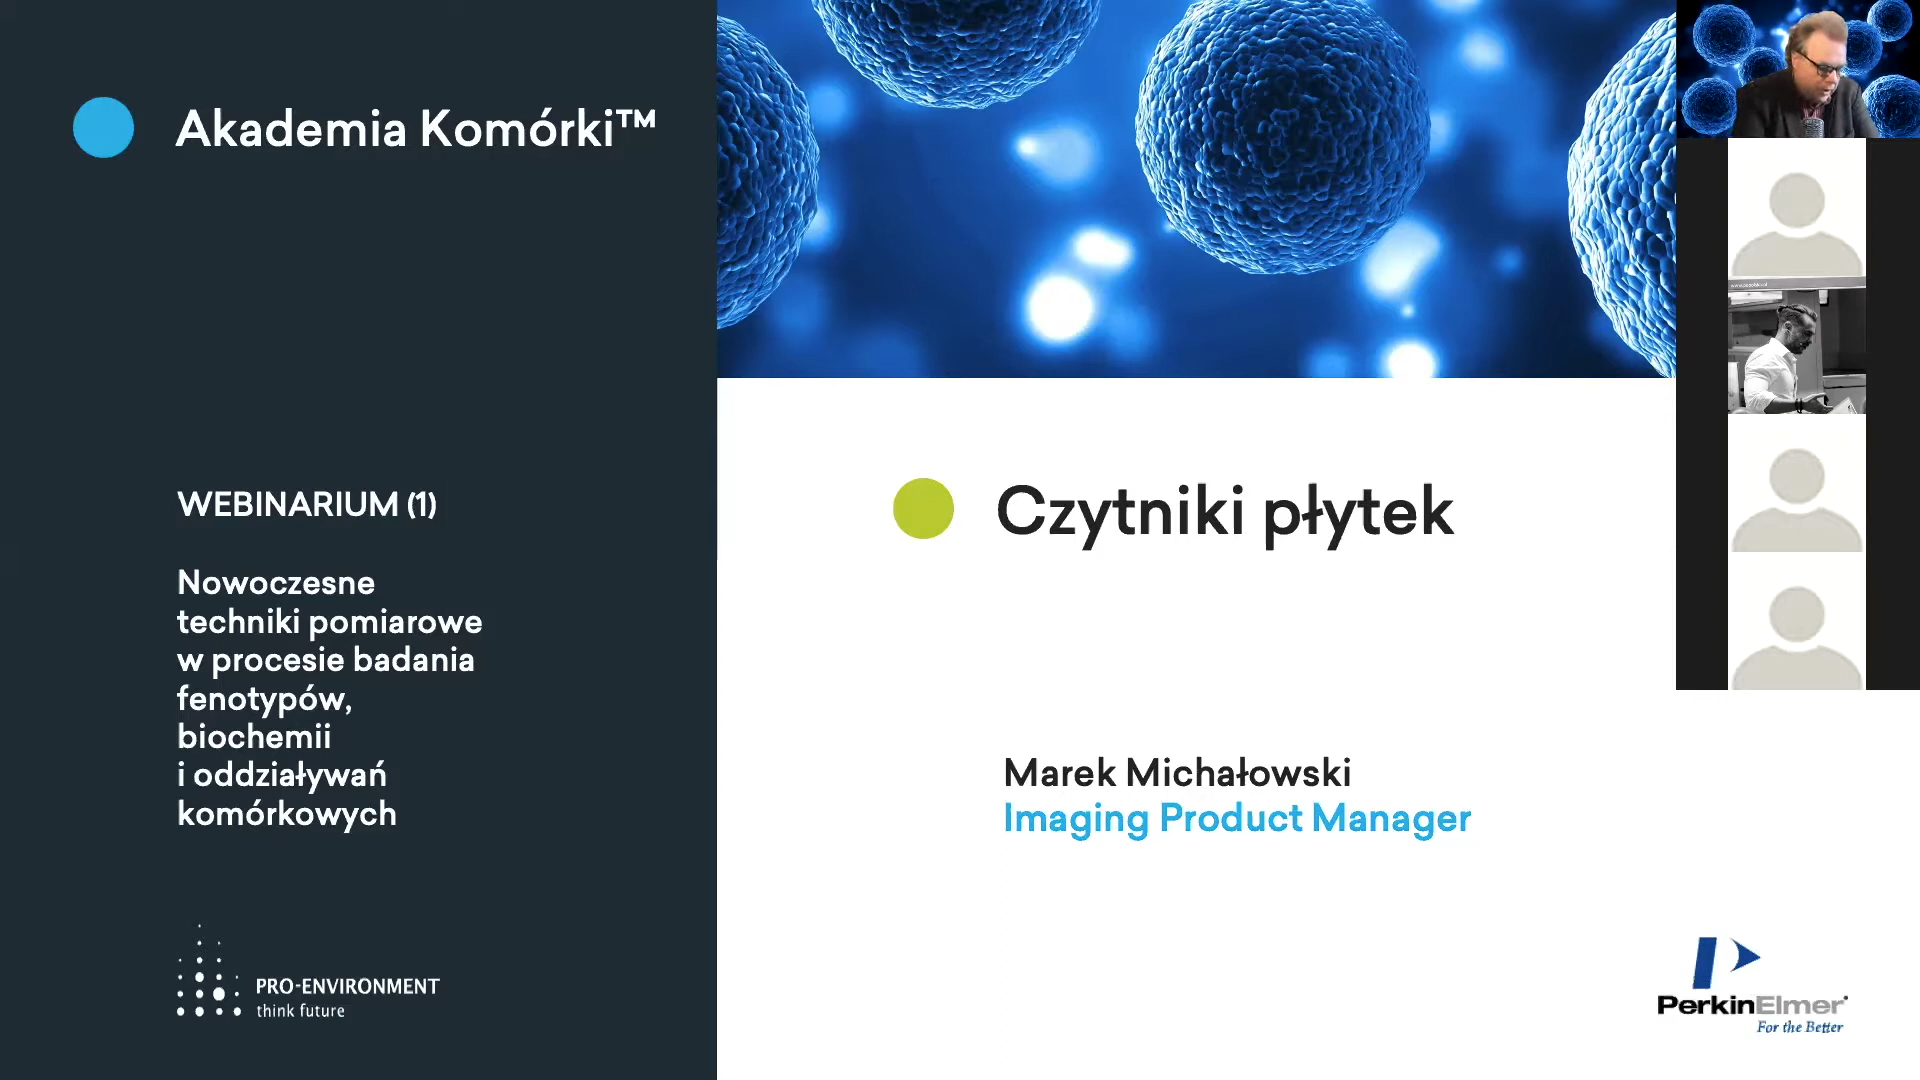 Akademia Komórki™
WEBINARIUM (1)
Nowoczesne
techniki pomiarowe
w procesie badania
fenotypów,
biochemii
i oddziaływań
komórkowych
PRO-ENVIRONMENT
think future
Czytniki płytek
Marek Michałowski
Imaging Product Manager
PerkinElmer
For the Better